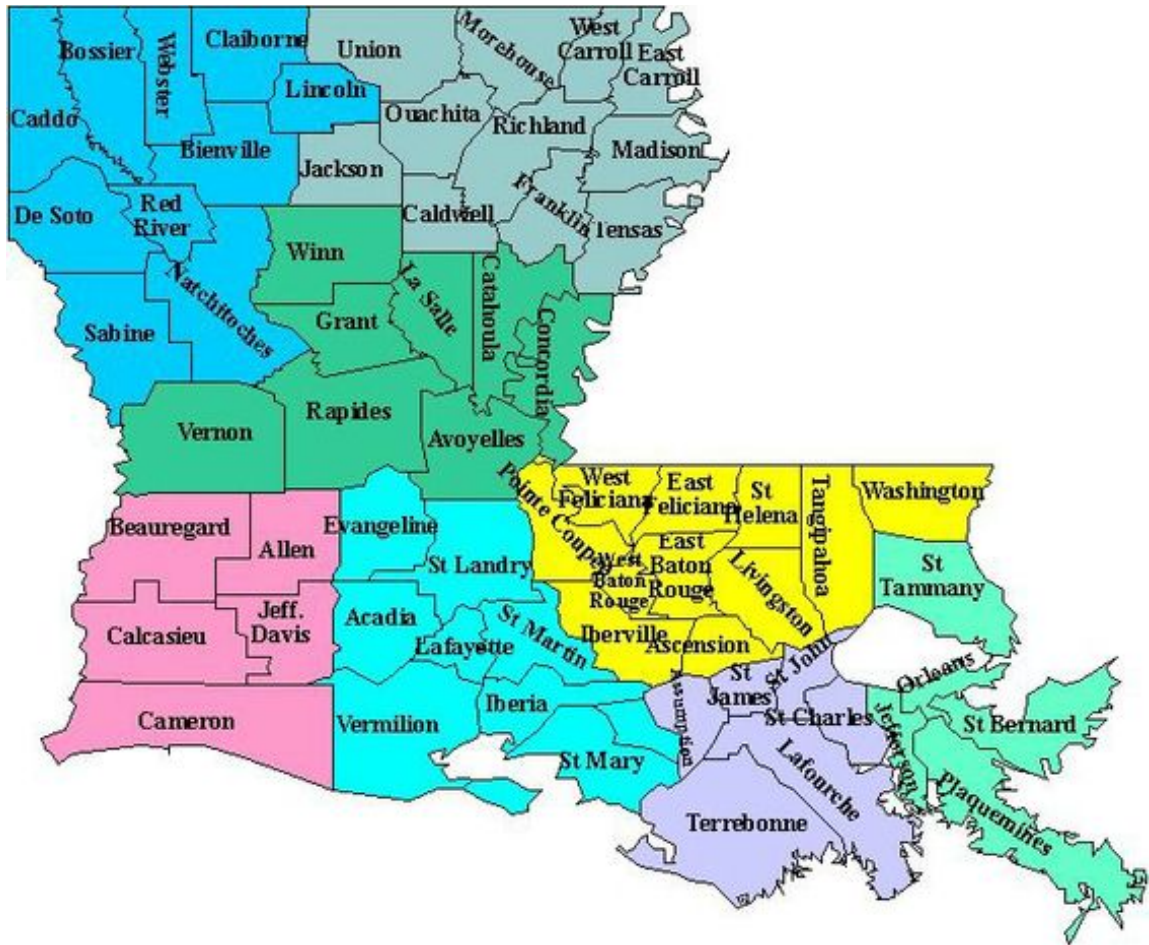 Caddo
Bossier
Webster
Claiborne
Union
Morehouse
West
Carroll
East
Carroll
Lincoln
Ouachita
Richland
Madison
Bienville
Jackson
De Soto
Red
River
Caldwell
Franklin
Tensas
Winn
Natchitoches
La Salle
Catahoula
Concordia
Sabine
Grant
Vernon
Rapides
Avoyelles
Beauregard
Allen
Evangeline
St Landry
Pointe Coupee
West
Feliciana
East
Feliciana
St
Helena
Tangipahoa
Washington
West
Baton
Rouge
East
Baton
Rouge
Livingston
St
Tammany
Calcasieu
Jeff.
Davis
Acadia
Lafayette
St Martin
Iberville
Ascension
Cameron
Vermilion
Iberia
St Mary
Assumption
St
James
St John
St Charles
Orleans
Jefferson
St Bernard
Lafourche
Terrebonne
Plaquemines